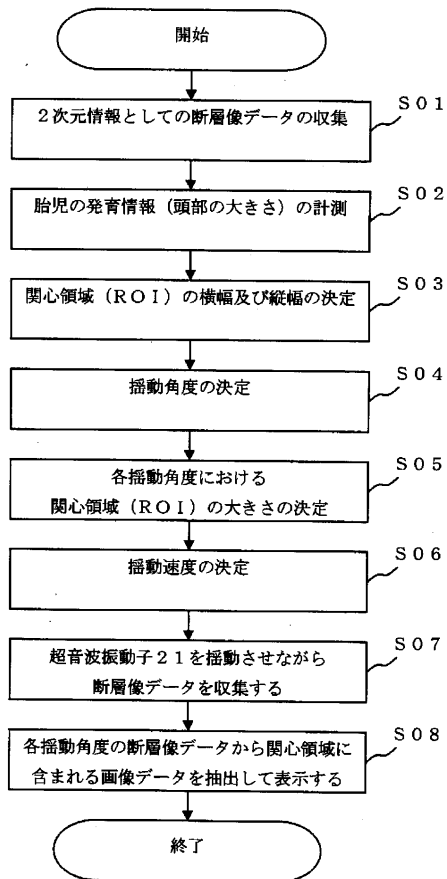 開始
S01
2次元情報としての断層像データの収集
S02
胎児の発育情報(頭部の大きさ)の計測
S03
関心領域(ROI)の横幅及び縦幅の決定
S04
揺動角度の決定
S05
各揺動角度における
関心領域(ROI)の大きさの決定
S06
揺動速度の決定
S07
超音波振動子21を揺動させながら
断層像データを収集する
S08
各揺動角度の断層像データから関心領域に
含まれる画像データを抽出して表示する
終了